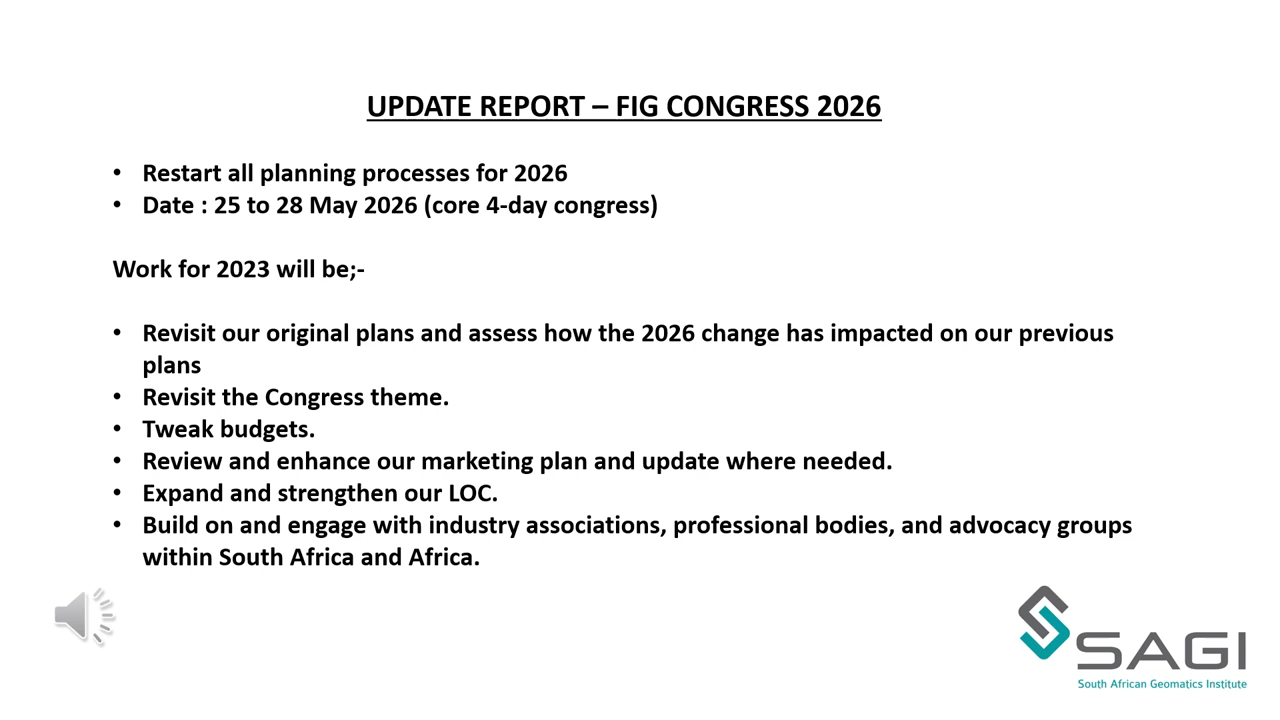 UPDATE REPORT – FIG CONGRESS 2026
• Restart all planning processes for 2026
• Date : 25 to 28 May 2026 (core 4-day congress)
Work for 2023 will be;-
• Revisit our original plans and assess how the 2026 change has impacted on our previous
plans
• Revisit the Congress theme.
• Tweak budgets.
• Review and enhance our marketing plan and update where needed.
• Expand and strengthen our LOC.
• Build on and engage with industry associations, professional bodies, and advocacy groups
within South Africa and Africa.
SAGI
South African Geomatics Institute